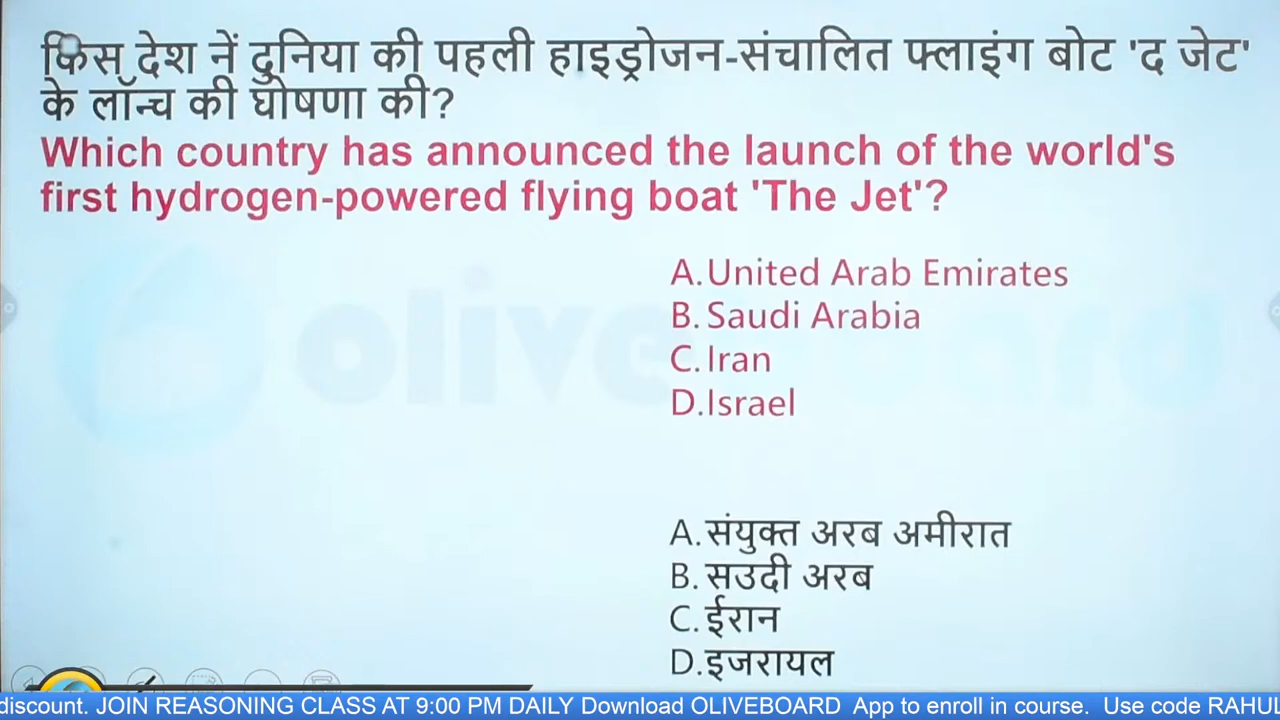 किस देश नें दुनिया की पहली हाइड्रोजन-संचालित फ्लाइंग बोट 'द जेट'
के लॉन्च की घोषणा की?
Which country has announced the launch of the world's
first hydrogen-powered flying boat 'The Jet'?
oliveboard
A.United Arab Emirates
B. Saudi Arabia
C.Iran
D.Israel
A.संयुक्त अरब अमीरात
B. सउदी अरब
C.ईरान
D.इजरायल
discount. JOIN REASONING CLASS AT 9:00 PM DAILY Download OLIVEBOARD App to enroll in course. Use code RAHUL